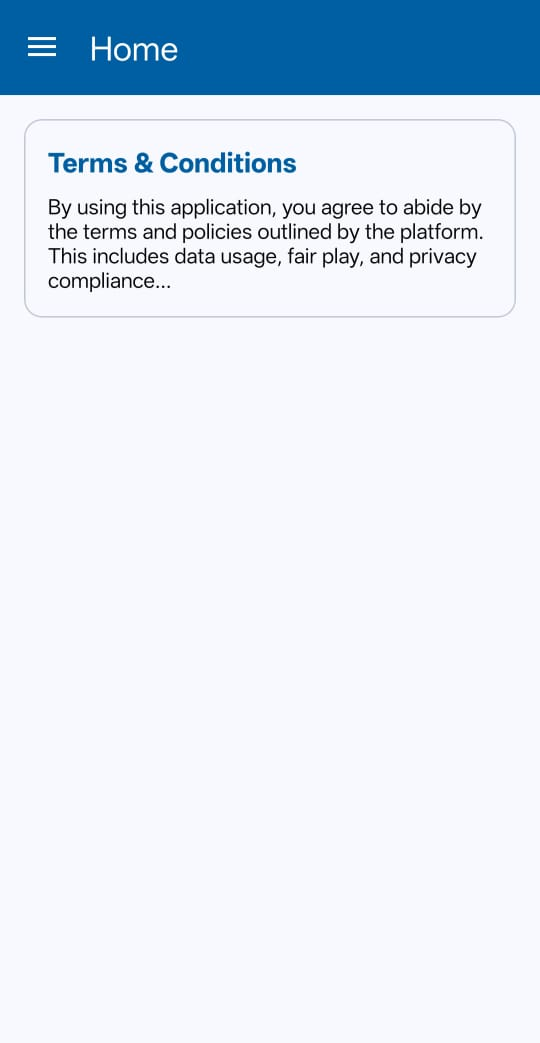 Home
Terms & Conditions
By using this application, you agree to abide by
the terms and policies outlined by the platform.
This includes data usage, fair play, and privacy
compliance...